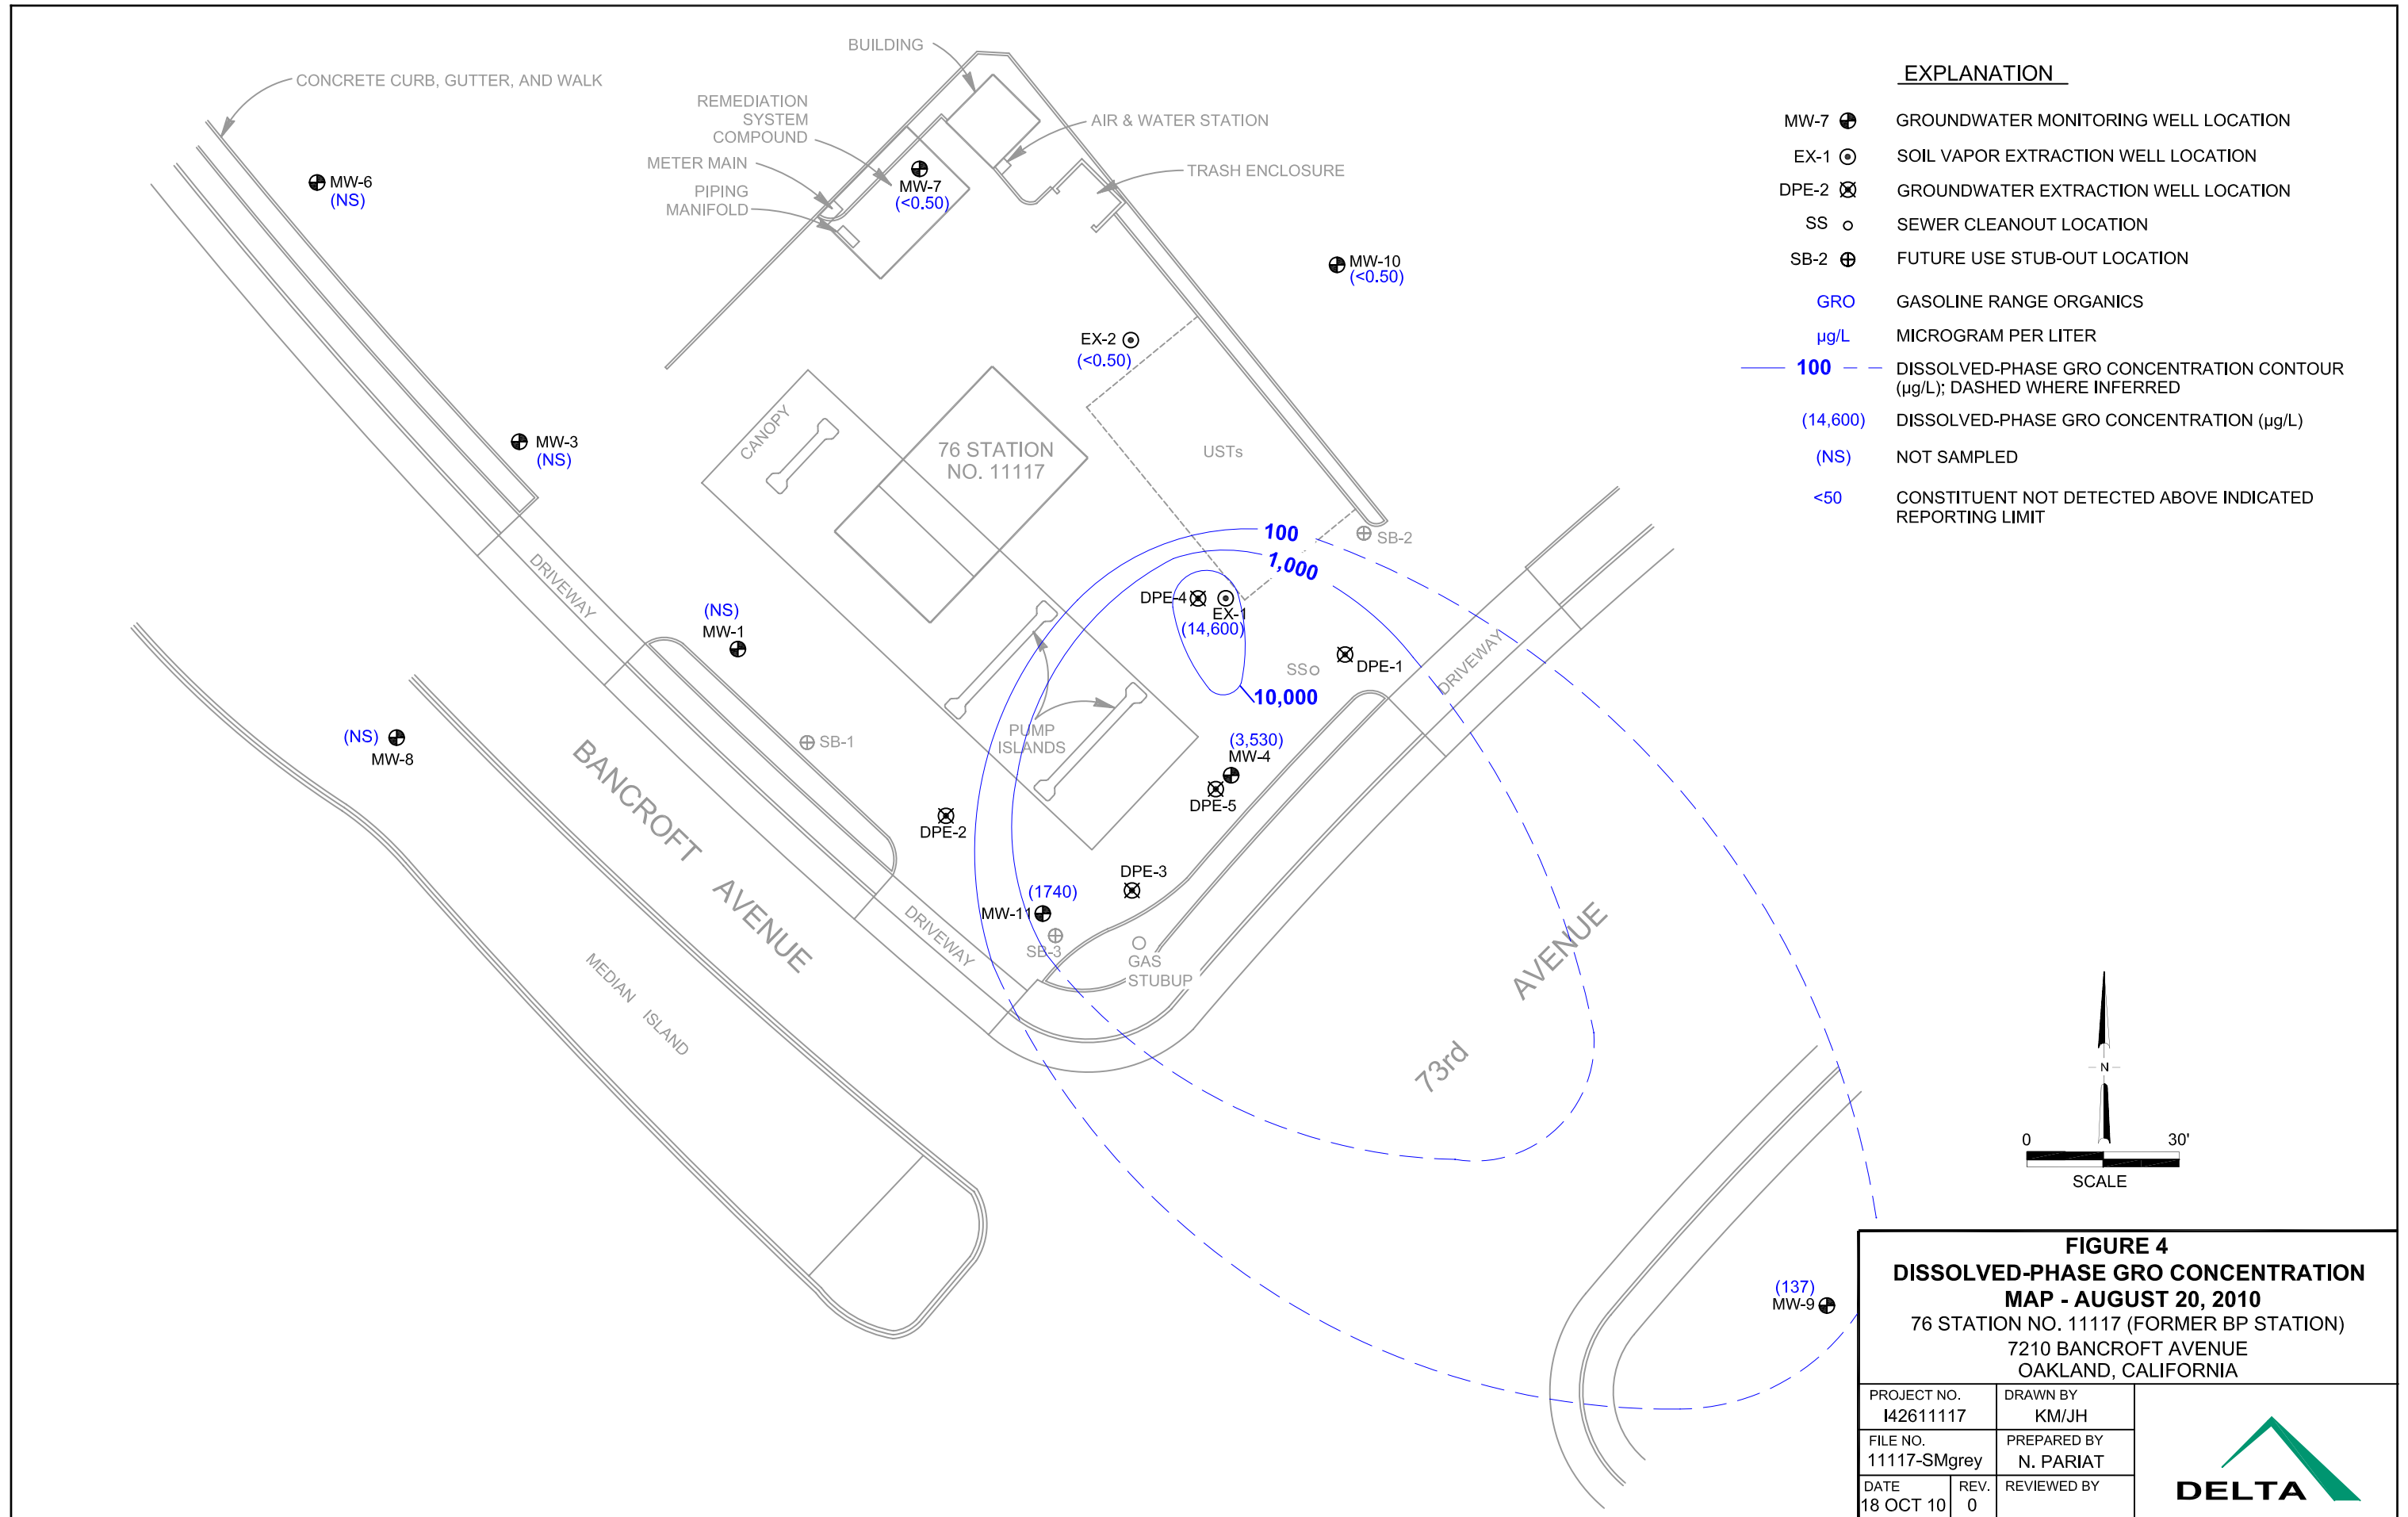 BUILDING
CONCRETE CURB, GUTTER, AND WALK
REMEDIATION
SYSTEM
COMPOUND
AIR & WATER STATION
METER MAIN
TRASH ENCLOSURE
PIPING
MANIFOLD
MW-6
(NS)
MW-7
(<0.50)
MW-10
(<0.50)
EX-2
(<0.50)
MW-3
(NS)
CANOPY
76 STATION
NO. 11117
USTs
100
1,000
SB-2
DRIVEWAY
DPE-4
EX-1
(14,600)
(NS)
MW-1
SS
DPE-1
DRIVEWAY
10,000
(NS)
MW-8
SB-1
PUMP
ISLANDS
(3,530)
MW-4
DPE-5
DPE-2
BANCROFT AVENUE
DPE-3
(1740)
MW-11
SB-3
DRIVEWAY
GAS
STUBUP
MEDIAN ISLAND
73rd AVENUE
(137)
MW-9
EXPLANATION
MW-7 GROUNDWATER MONITORING WELL LOCATION
EX-1 SOIL VAPOR EXTRACTION WELL LOCATION
DPE-2 GROUNDWATER EXTRACTION WELL LOCATION
SS SEWER CLEANOUT LOCATION
SB-2 FUTURE USE STUB-OUT LOCATION
GRO GASOLINE RANGE ORGANICS
µg/L MICROGRAM PER LITER
100 DISSOLVED-PHASE GRO CONCENTRATION CONTOUR
(µg/L); DASHED WHERE INFERRED
(14,600) DISSOLVED-PHASE GRO CONCENTRATION (µg/L)
(NS) NOT SAMPLED
<50 CONSTITUENT NOT DETECTED ABOVE INDICATED
REPORTING LIMIT
N
0 30'
SCALE
FIGURE 4
DISSOLVED-PHASE GRO CONCENTRATION
MAP - AUGUST 20, 2010
76 STATION NO. 11117 (FORMER BP STATION)
7210 BANCROFT AVENUE
OAKLAND, CALIFORNIA
PROJECT NO. DRAWN BY
I42611117 KM/JH
FILE NO. PREPARED BY
11117-SMgrey N. PARIAT
DATE REV. REVIEWED BY
18 OCT 10 0
DELTA